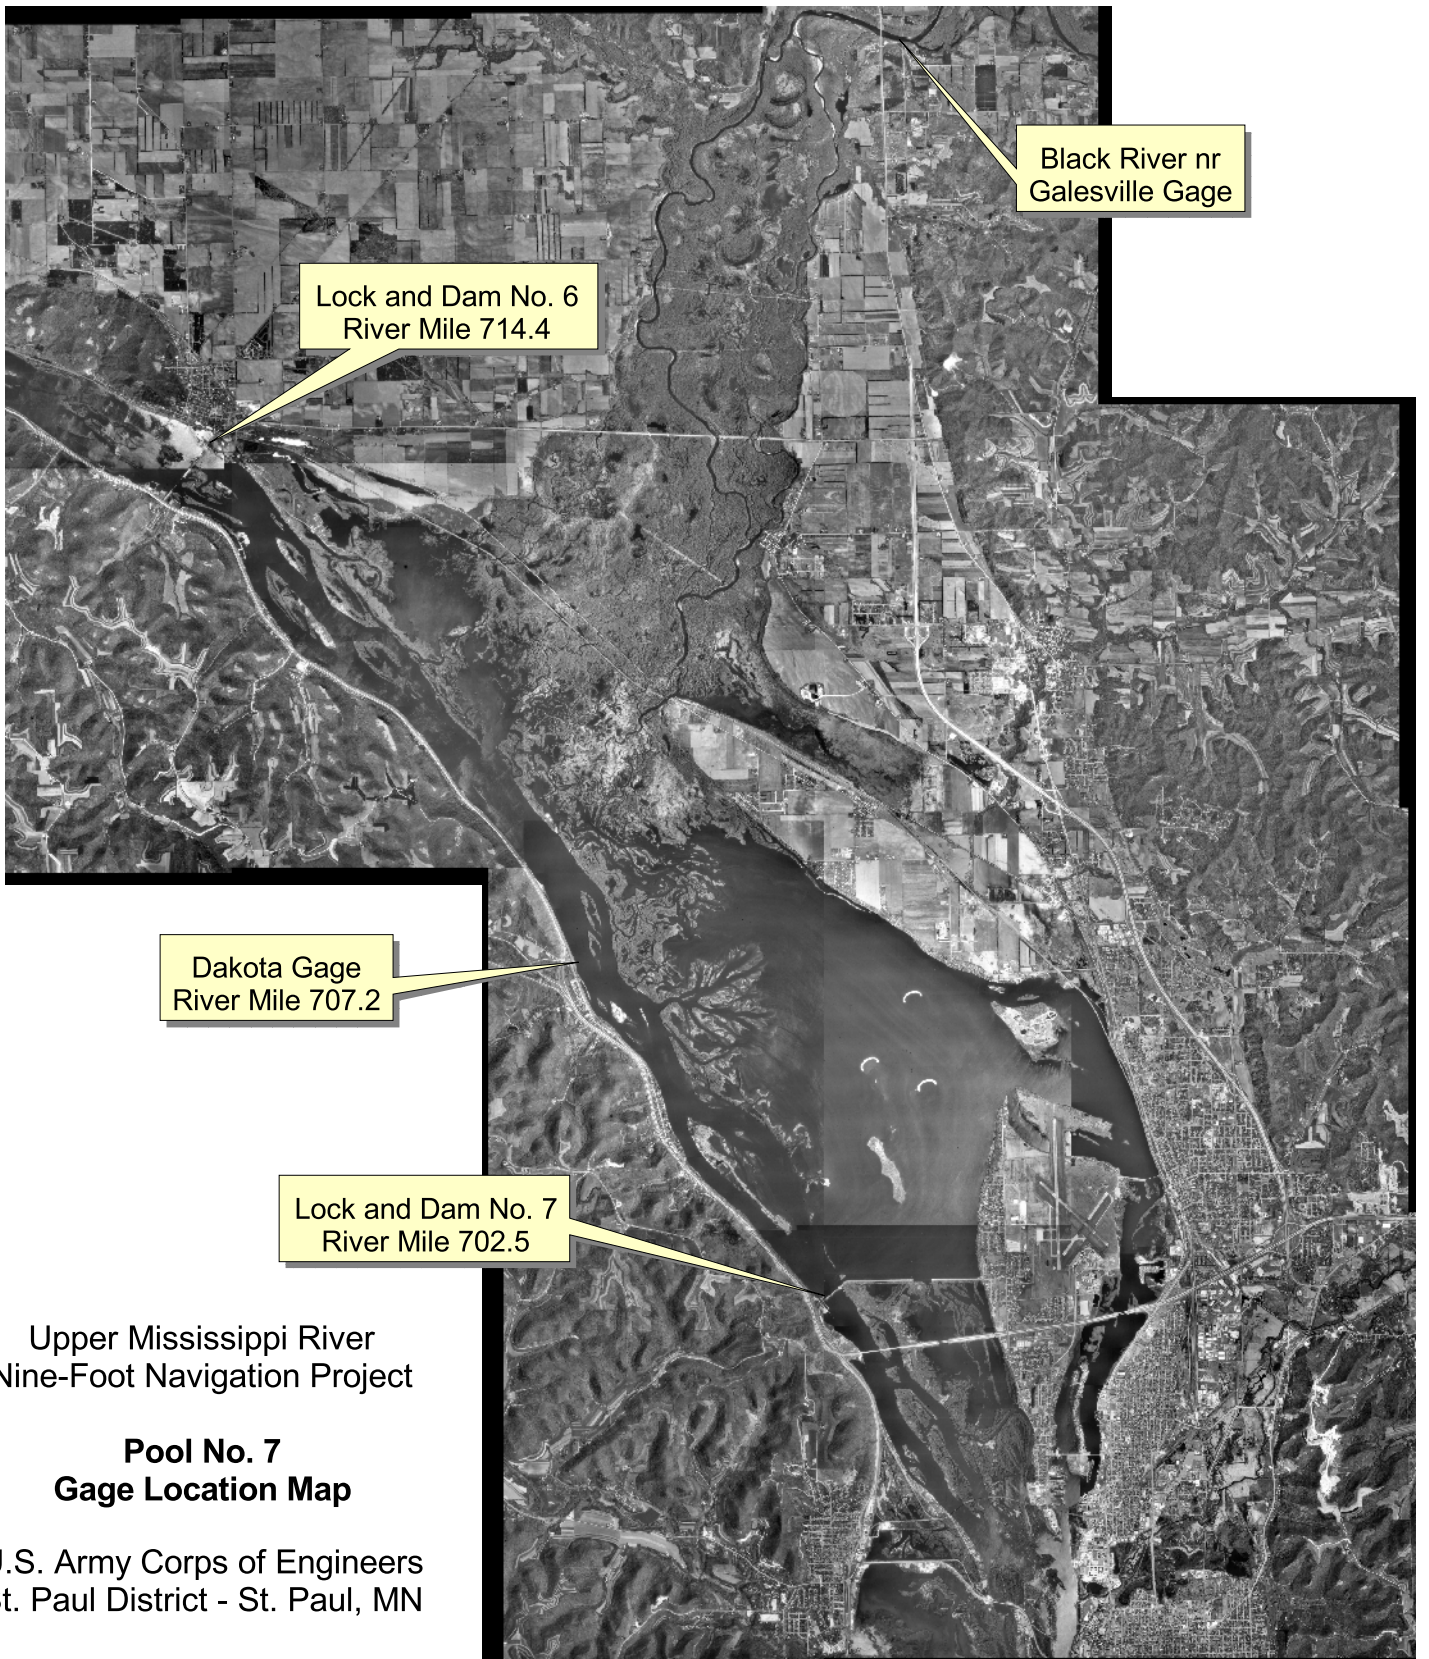 Black River nr
Galesville Gage
Lock and Dam No. 6
River Mile 714.4
Dakota Gage
River Mile 707.2
Lock and Dam No. 7
River Mile 702.5
Upper Mississippi River
Nine-Foot Navigation Project
Pool No. 7
Gage Location Map
U.S. Army Corps of Engineers
St. Paul District - St. Paul, MN